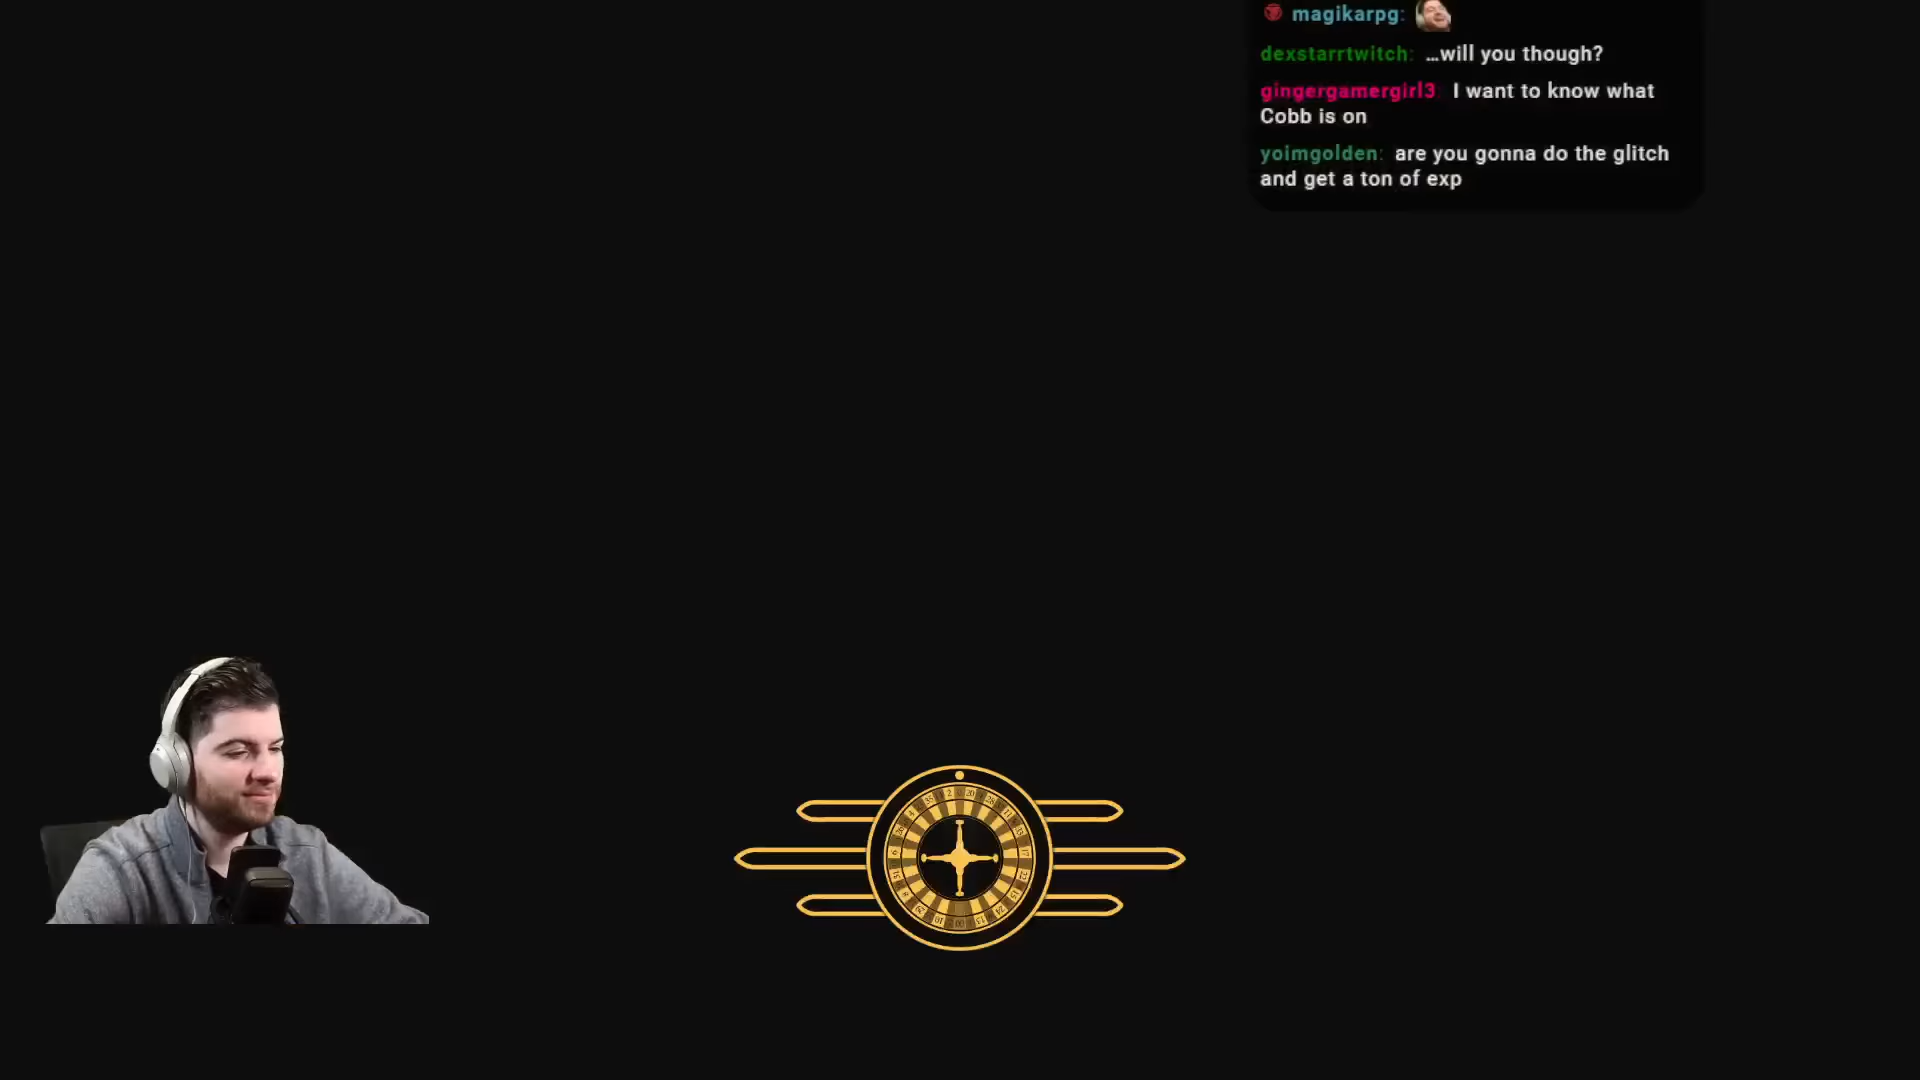 magikarpg:
dexstarrtwitch: …will you though?
gingergamergirl3: I want to know what
Cobb is on
yoimgolden: are you gonna do the glitch
and get a ton of exp